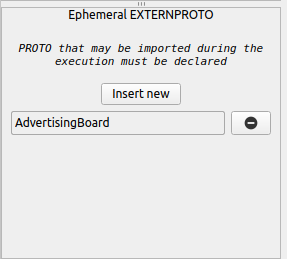 Ephemeral EXTERNPROTO
PROTO that may be imported during the
execution must be declared
Insert new
AdvertisingBoard